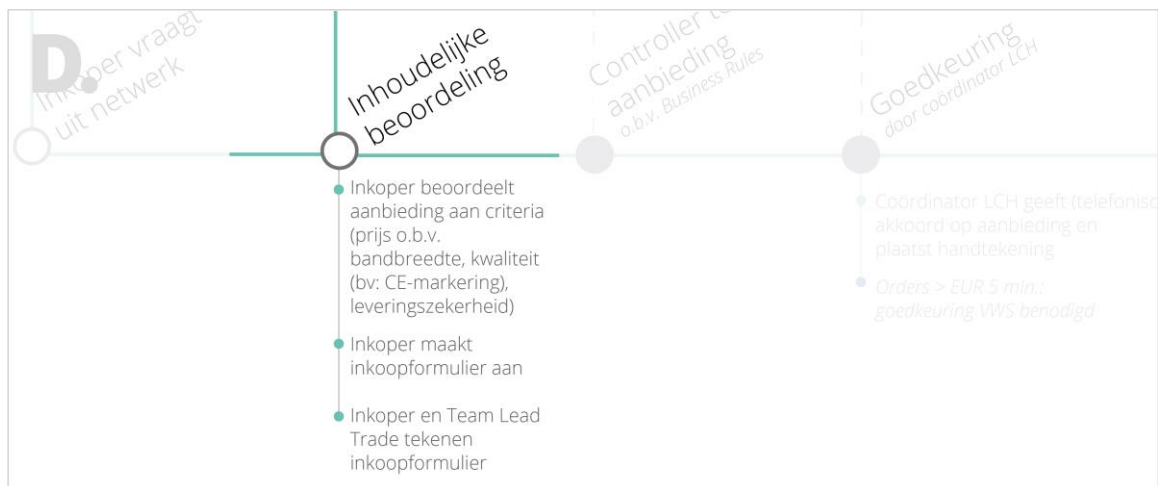 D.
Inkoper vraagt
uit netwerk
Inhoudelijke
beoordeling
Controller
aanbieding
o.b.v. Business Rules
Goedkeuring
door coördinator LCH
Inkoper beoordeelt
aanbieding aan criteria
(prijs o.b.v.
bandbreedte, kwaliteit
(bv: CE-markering),
leveringszekerheid)
Inkoper maakt
inkoopformulier aan
Inkoper en Team Lead
Trade tekenen
inkoopformulier
Coördinator LCH geeft (telefonisc
akkoord op aanbieding en
plaatst handtekening
Orders > EUR 5 mln.:
goedkeuring VWS benodigd